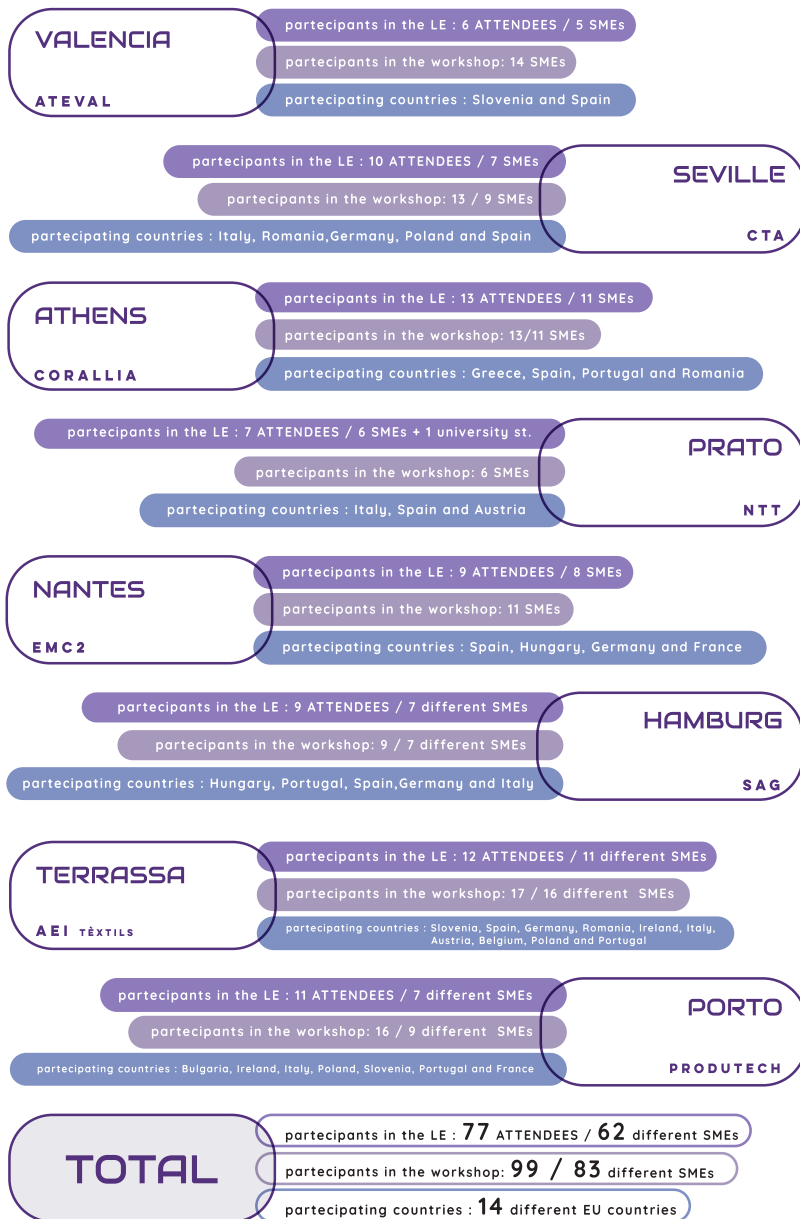 VALENCIA
ATEVAL
partecipants in the LE : 6 ATTENDEES / 5 SMEs
partecipants in the workshop: 14 SMEs
partecipating countries : Slovenia and Spain
partecipants in the LE : 10 ATTENDEES / 7 SMEs
partecipants in the workshop: 13 / 9 SMEs
partecipating countries : Italy, Romania,Germany, Poland and Spain
SEVILLE
CTA
ATHENS
CORALLIA
partecipants in the LE : 13 ATTENDEES / 11 SMEs
partecipants in the workshop: 13/11 SMEs
partecipating countries : Greece, Spain, Portugal and Romania
partecipants in the LE : 7 ATTENDEES / 6 SMEs + 1 university st.
partecipants in the workshop: 6 SMEs
partecipating countries : Italy, Spain and Austria
PRATO
NTT
NANTES
EMC2
partecipants in the LE : 9 ATTENDEES / 8 SMEs
partecipants in the workshop: 11 SMEs
partecipating countries : Spain, Hungary, Germany and France
partecipants in the LE : 9 ATTENDEES / 7 different SMEs
partecipants in the workshop: 9 / 7 different SMEs
partecipating countries : Hungary, Portugal, Spain,Germany and Italy
HAMBURG
SAG
TERRASSA
AEI TÈXTILS
partecipants in the LE : 12 ATTENDEES / 11 different SMEs
partecipants in the workshop: 17 / 16 different SMEs
partecipating countries : Slovenia, Spain, Germany, Romania, Ireland, Italy,
Austria, Belgium, Poland and Portugal
partecipants in the LE : 11 ATTENDEES / 7 different SMEs
partecipants in the workshop: 16 / 9 different SMEs
partecipating countries : Bulgaria, Ireland, Italy, Poland, Slovenia, Portugal and France
PORTO
PRODUTECH
TOTAL
partecipants in the LE : 77 ATTENDEES / 62 different SMEs
partecipants in the workshop: 99 / 83 different SMEs
partecipating countries : 14 different EU countries